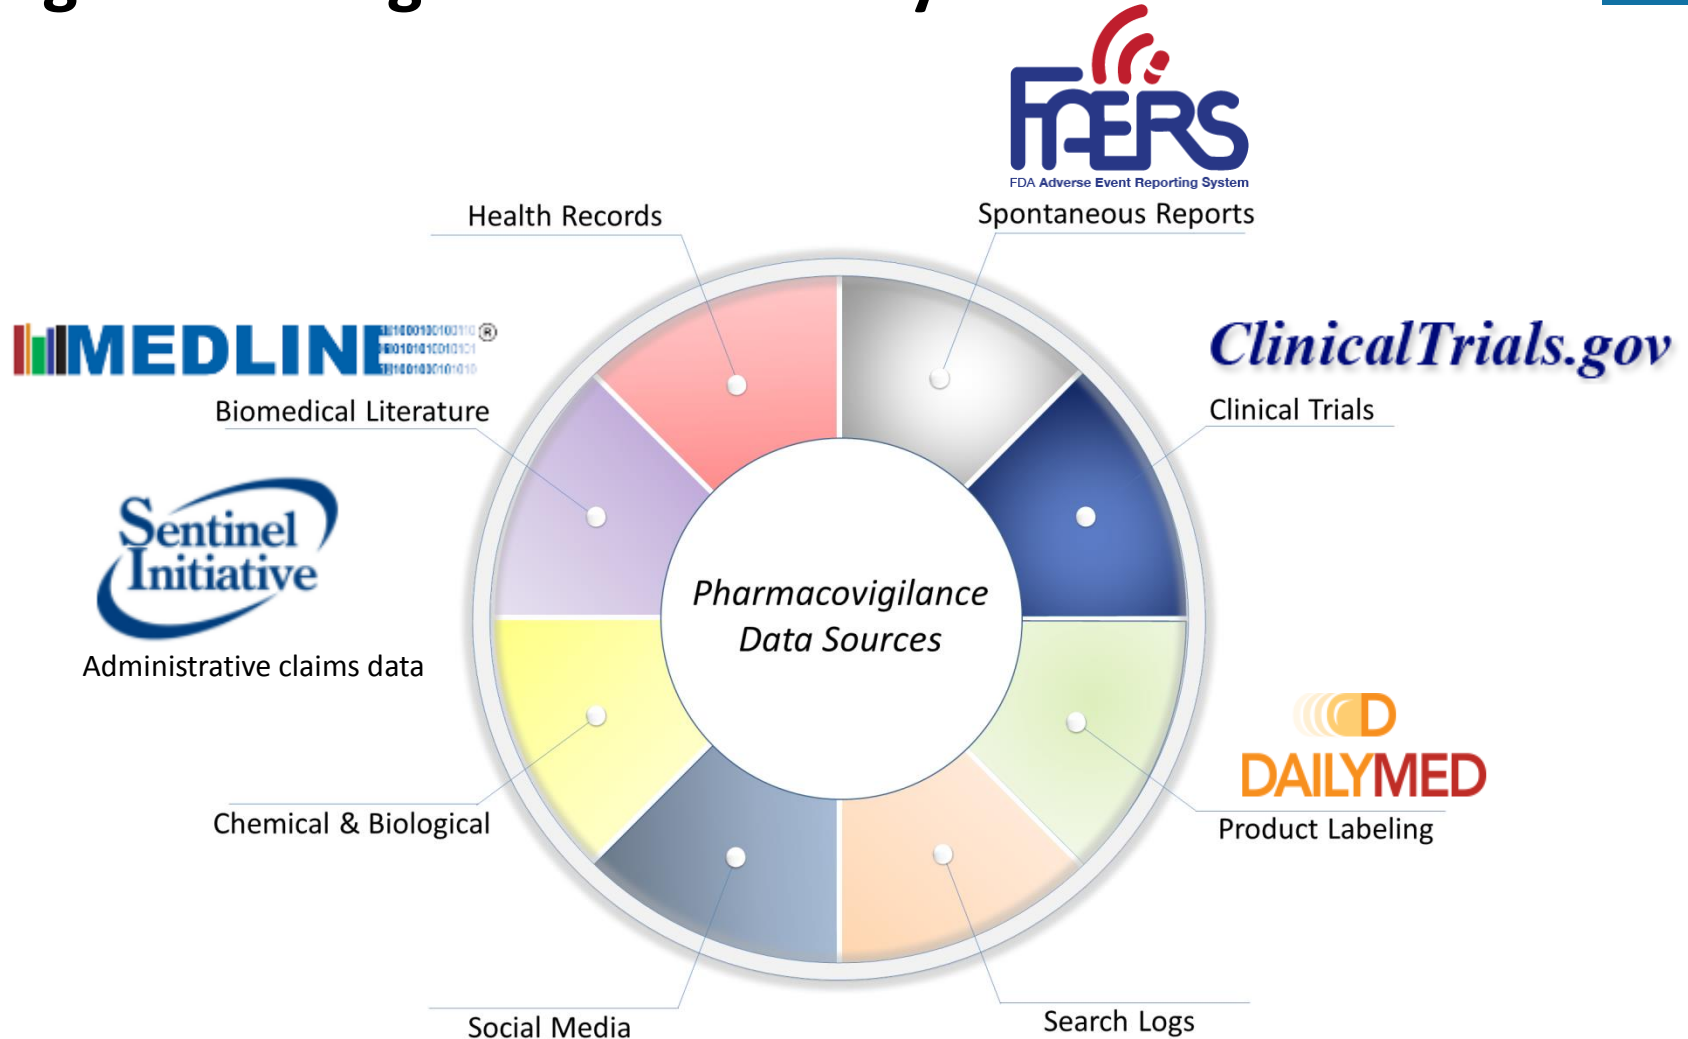 FAERS
FDA Adverse Event Reporting System
Health Records
Spontaneous Reports
MEDLINE ®
ClinicalTrials.gov
Biomedical Literature
Clinical Trials
Sentinel
Initiative
Pharmacovigilance
Data Sources
Administrative claims data
DAILYMED
Chemical & Biological
Product Labeling
Social Media
Search Logs